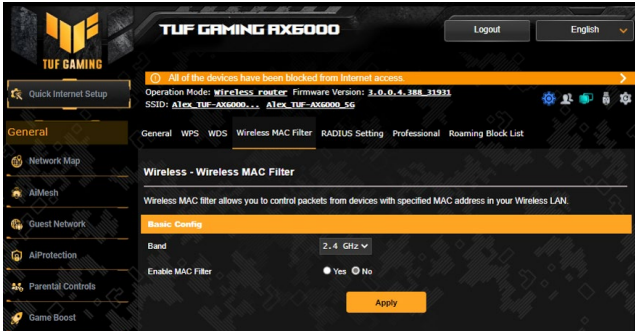 TUF GAMING
TUF GAMING AX6000
Logout
English
All of the devices have been blocked from Internet access.
Operation Mode: Wireless router Firmware Version: 3.0.0.4.388_31931
SSID: Alex_TUF-AX6000... Alex_TUF-AX6000_5G
Quick Internet Setup
General
Network Map
AiMesh
Guest Network
AiProtection
Parental Controls
Game Boost
General WPS WDS Wireless MAC Filter RADIUS Setting Professional Roaming Block List
Wireless - Wireless MAC Filter
Wireless MAC filter allows you to control packets from devices with specified MAC address in your Wireless LAN.
Basic Config
Band 2.4 GHz
Enable MAC Filter Yes No
Apply